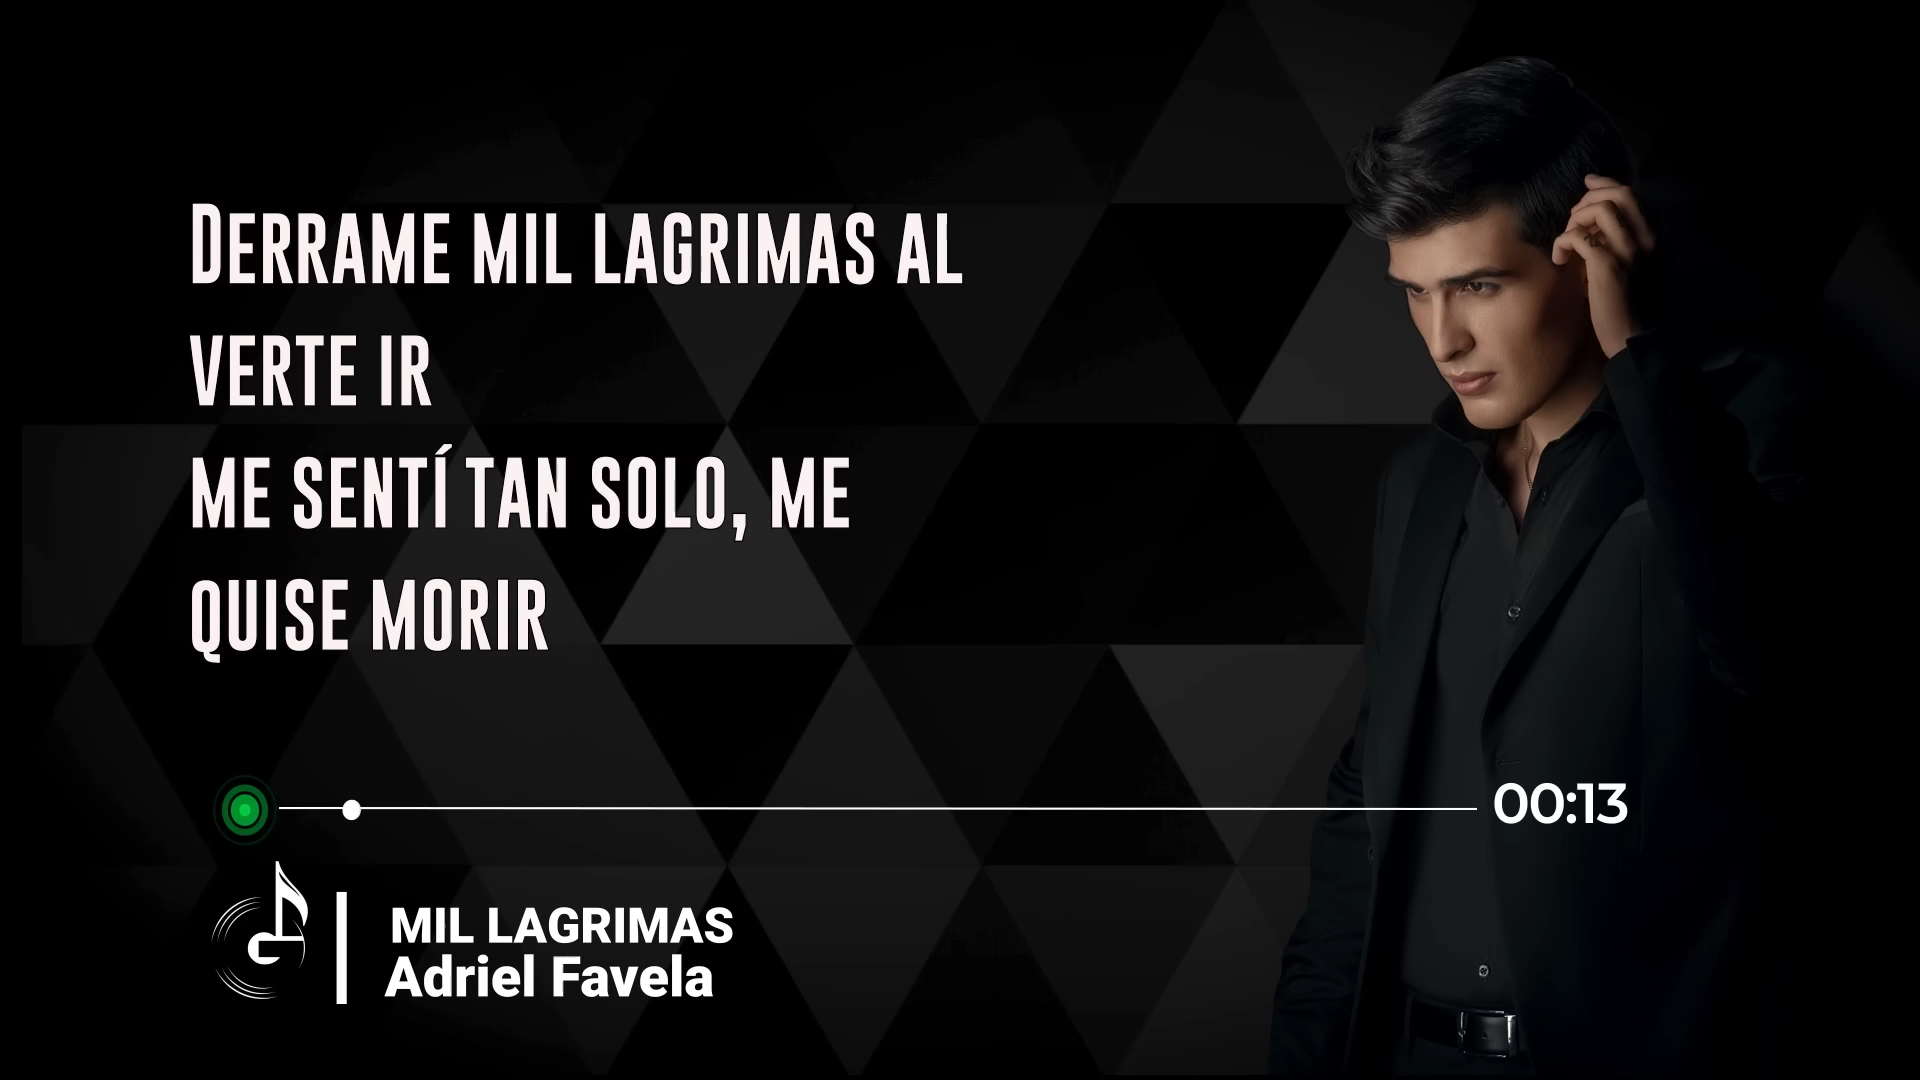 DERRAME MIL LAGRIMAS AL
VERTE IR
ME SENTÍ TAN SOLO, ME
QUISE MORIR
00:13
MIL LAGRIMAS
Adriel Favela